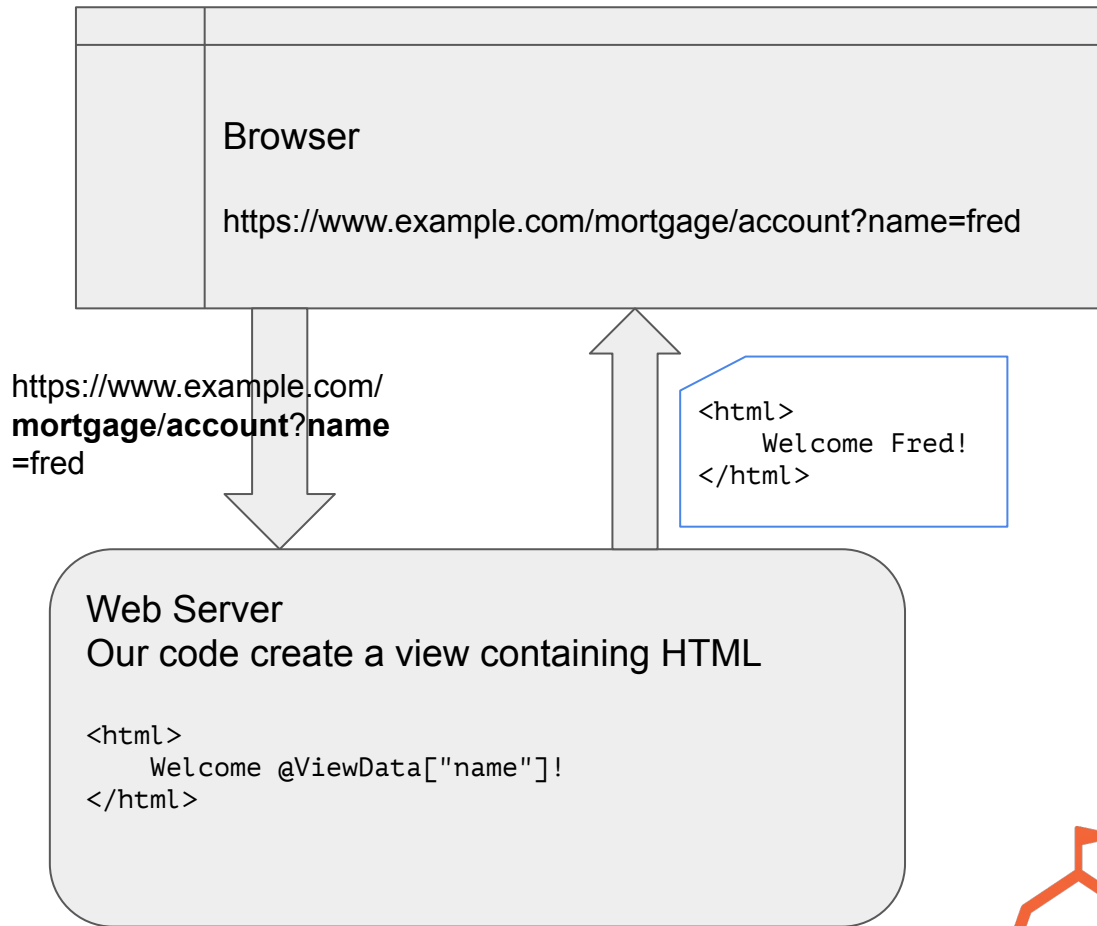 Browser
https://www.example.com/mortgage/account?name=fred
https://www.example.com/
mortgage/account?name
=fred
<html>
    Welcome Fred!
</html>
Web Server
Our code create a view containing HTML
<html>
    Welcome @ViewData["name"]!
</html>